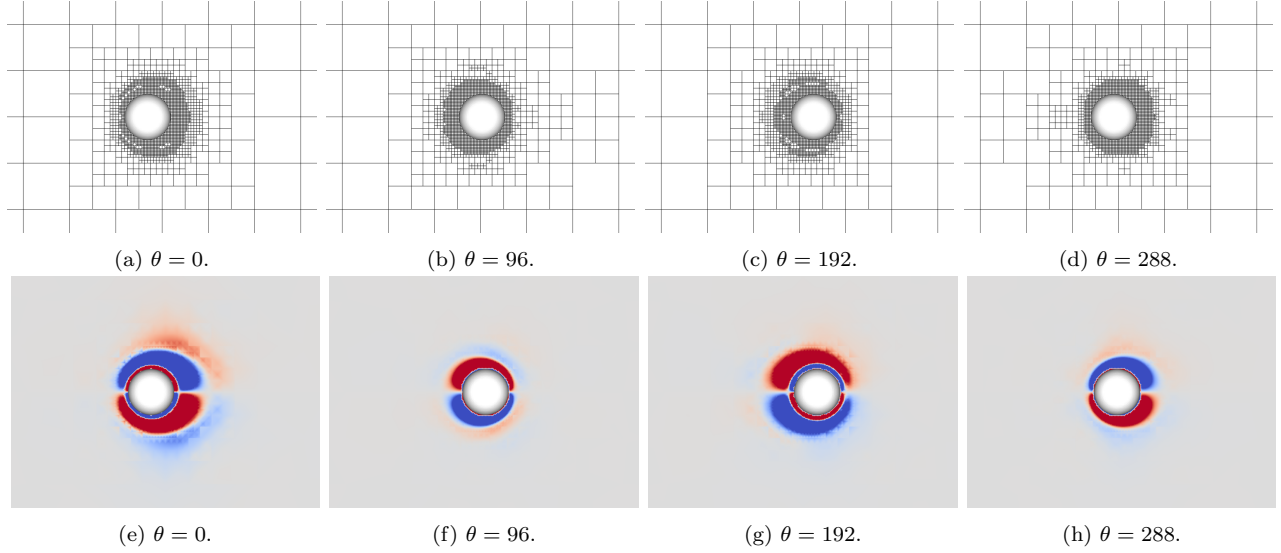 (a) θ = 0. (b) θ = 96. (c) θ = 192. (d) θ = 288.
(e) θ = 0. (f) θ = 96. (g) θ = 192. (h) θ = 288.